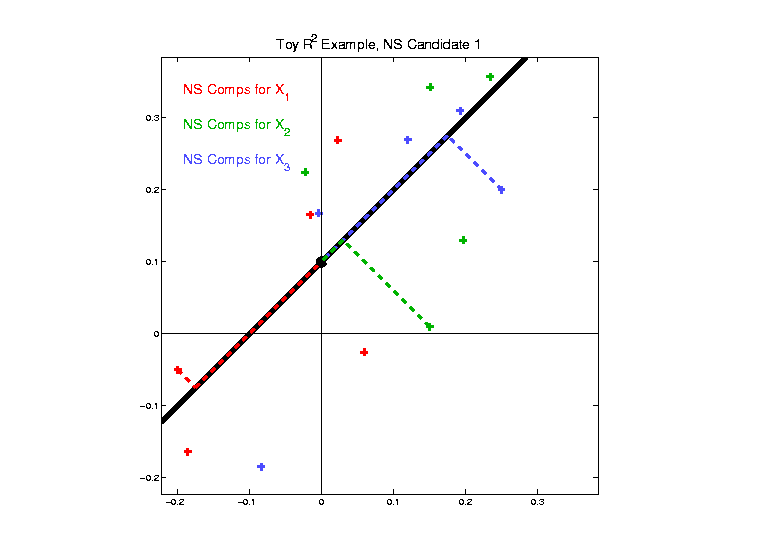 Toy R² Example, NS Candidate 1
NS Comps for X₁
NS Comps for X₂
NS Comps for X₃
0.3
0.2
0.1
0
−0.1
−0.2
−0.2 −0.1 0 0.1 0.2 0.3